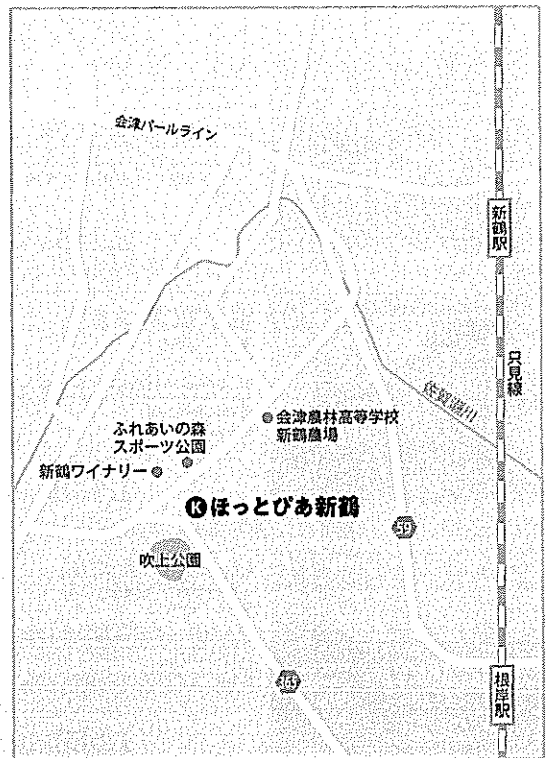 会津パールライン
新鶴駅
只見線
佐賀瀬川
会津農林高等学校
新鶴農場
ふれあいの森
スポーツ公園
新鶴ワイナリー
K ほっとぴあ新鶴
59
吹上公園
根岸駅